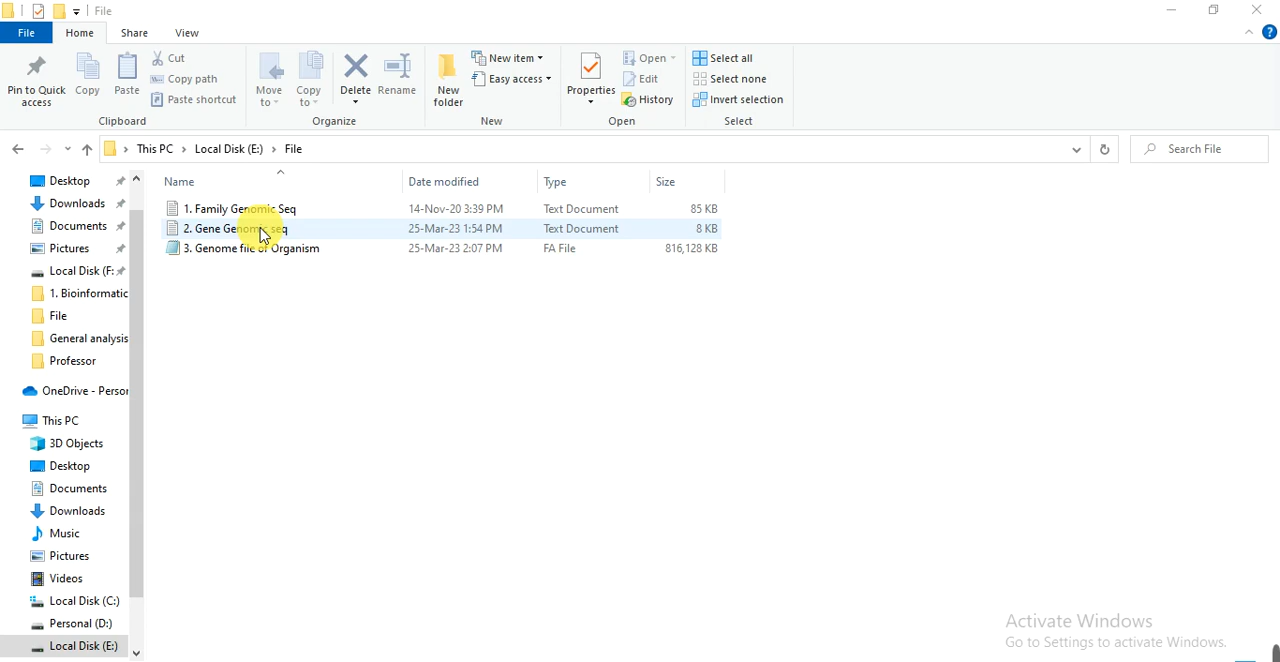 File
File Home Share View
Pin to Quick access
Copy
Paste
Cut
Copy path
Paste shortcut
Clipboard
Move to
Copy to
Delete
Rename
Organize
New folder
New item
Easy access
New
Properties
Open
Edit
History
Open
Select all
Select none
Invert selection
Select
This PC > Local Disk (E:) > File
Search File
Desktop
Downloads
Documents
Pictures
Local Disk (F:
1. Bioinformatic
File
General analysis
Professor
OneDrive - Person
This PC
3D Objects
Desktop
Documents
Downloads
Music
Pictures
Videos
Local Disk (C:)
Personal (D:)
Local Disk (E:)
Name Date modified Type Size
1. Family Genomic Seq 14-Nov-20 3:39 PM Text Document 85 KB
2. Gene Genomic seq 25-Mar-23 1:54 PM Text Document 8 KB
3. Genome file of Organism 25-Mar-23 2:07 PM FA File 816,128 KB
Activate Windows
Go to Settings to activate Windows.